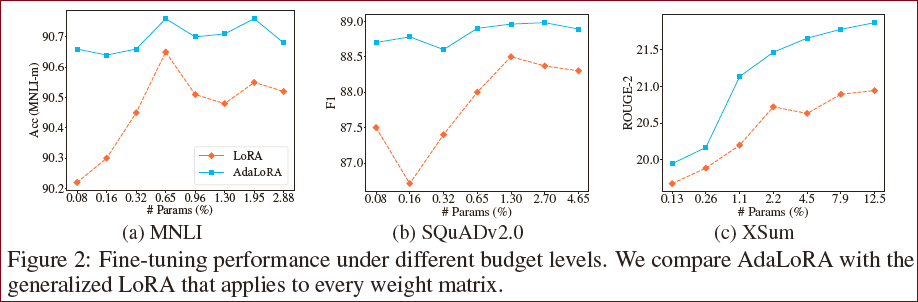 90.7
90.6
90.5
90.4
90.3
90.2
Acc (MNLI-m)
LoRA
AdaLoRA
0.08 0.16 0.32 0.65 0.96 1.30 1.95 2.88
# Params (%)
(a) MNLI
89.0
88.5
88.0
87.5
87.0
F1
0.08 0.16 0.32 0.65 1.30 2.70 4.65
# Params (%)
(b) SQuADv2.0
21.5
21.0
20.5
20.0
ROUGE-2
0.13 0.26 1.1 2.2 4.5 7.9 12.5
# Params (%)
(c) XSum
Figure 2: Fine-tuning performance under different budget levels. We compare AdaLoRA with the
generalized LoRA that applies to every weight matrix.